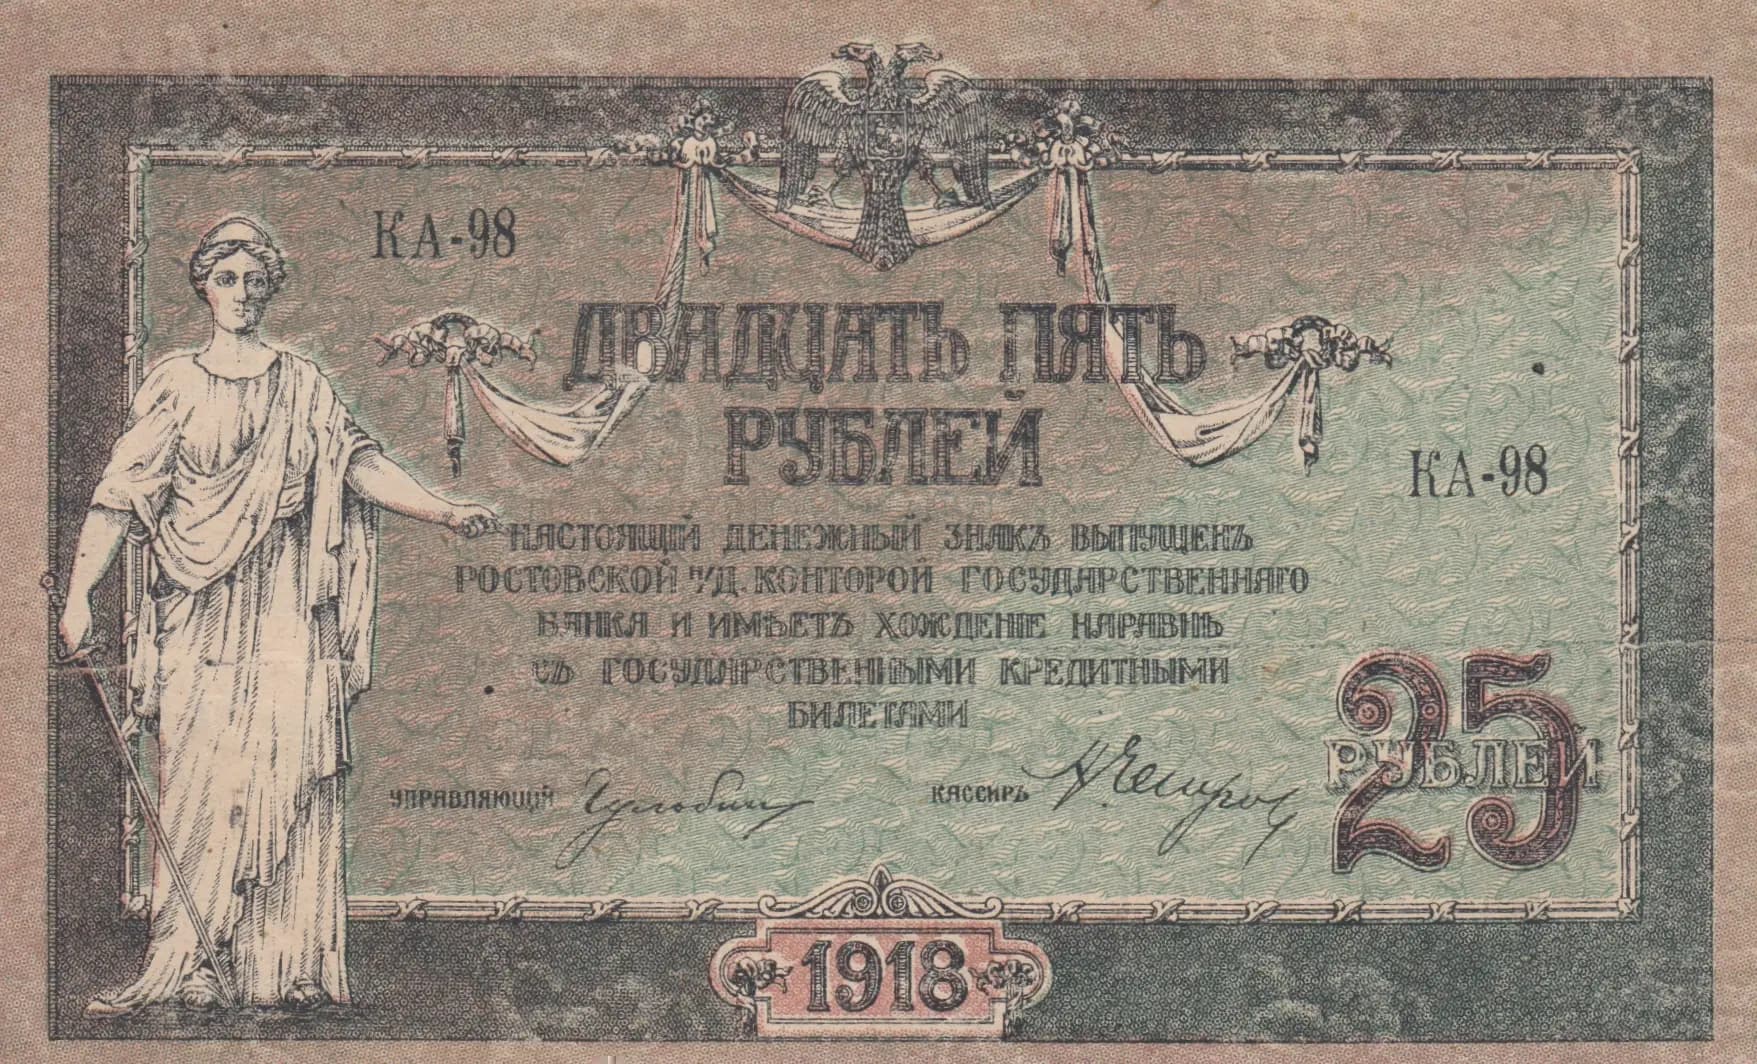 КА-98
ДВАДЦАТЬ ПЯТЬ
РУБЛЕЙ
КА-98
НАСТОЯЩІЙ ДЕНЕЖНЫЙ ЗНАКЪ ВЫПУЩЕНЪ
РОСТОВСКОЙ Н/Д. КОНТОРОЙ ГОСУДАРСТВЕННАГО
БАНКА И ИМѢЕТЪ ХОЖДЕНІЕ НАРАВНѢ
СЪ ГОСУДАРСТВЕННЫМИ КРЕДИТНЫМИ
БИЛЕТАМИ
25
РУБЛЕЙ
УПРАВЛЯЮЩІЙ
КАССИРЪ
1918